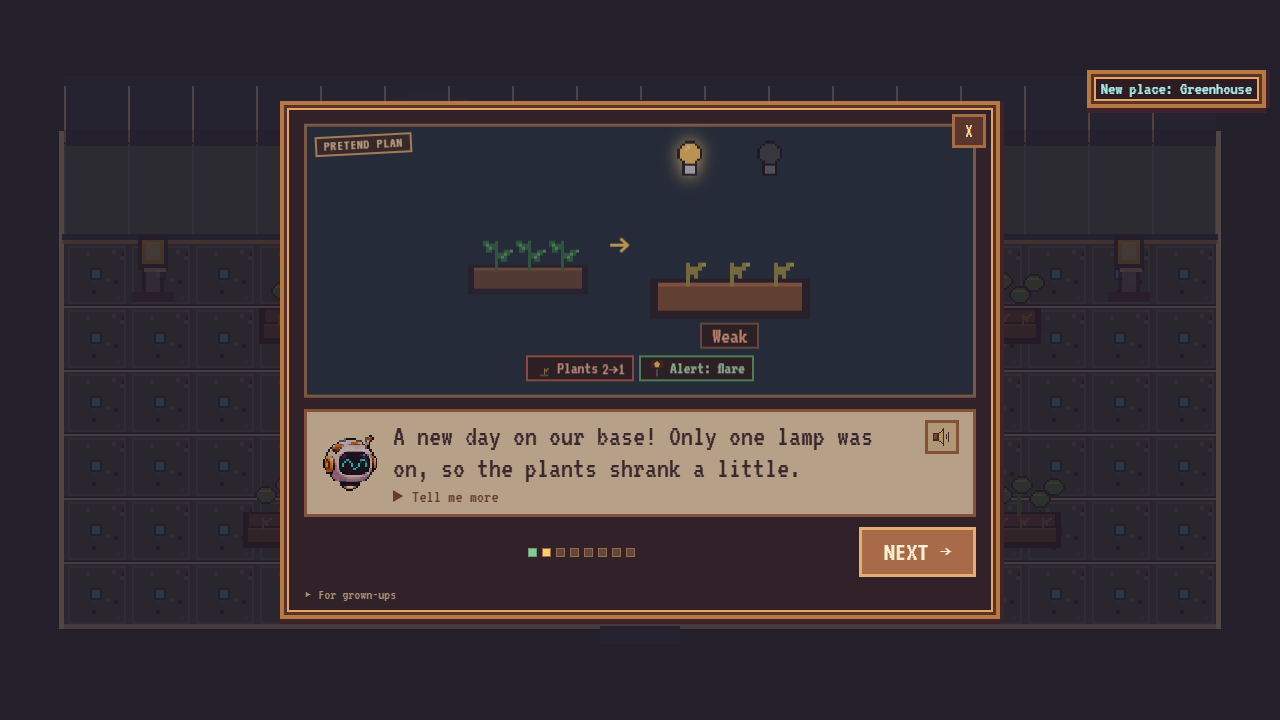 New place: Greenhouse
X
PRETEND PLAN
Weak
Plants 2→1
Alert: flare
A new day on our base! Only one lamp was
on, so the plants shrank a little.
▶ Tell me more
NEXT →
▶ For grown-ups